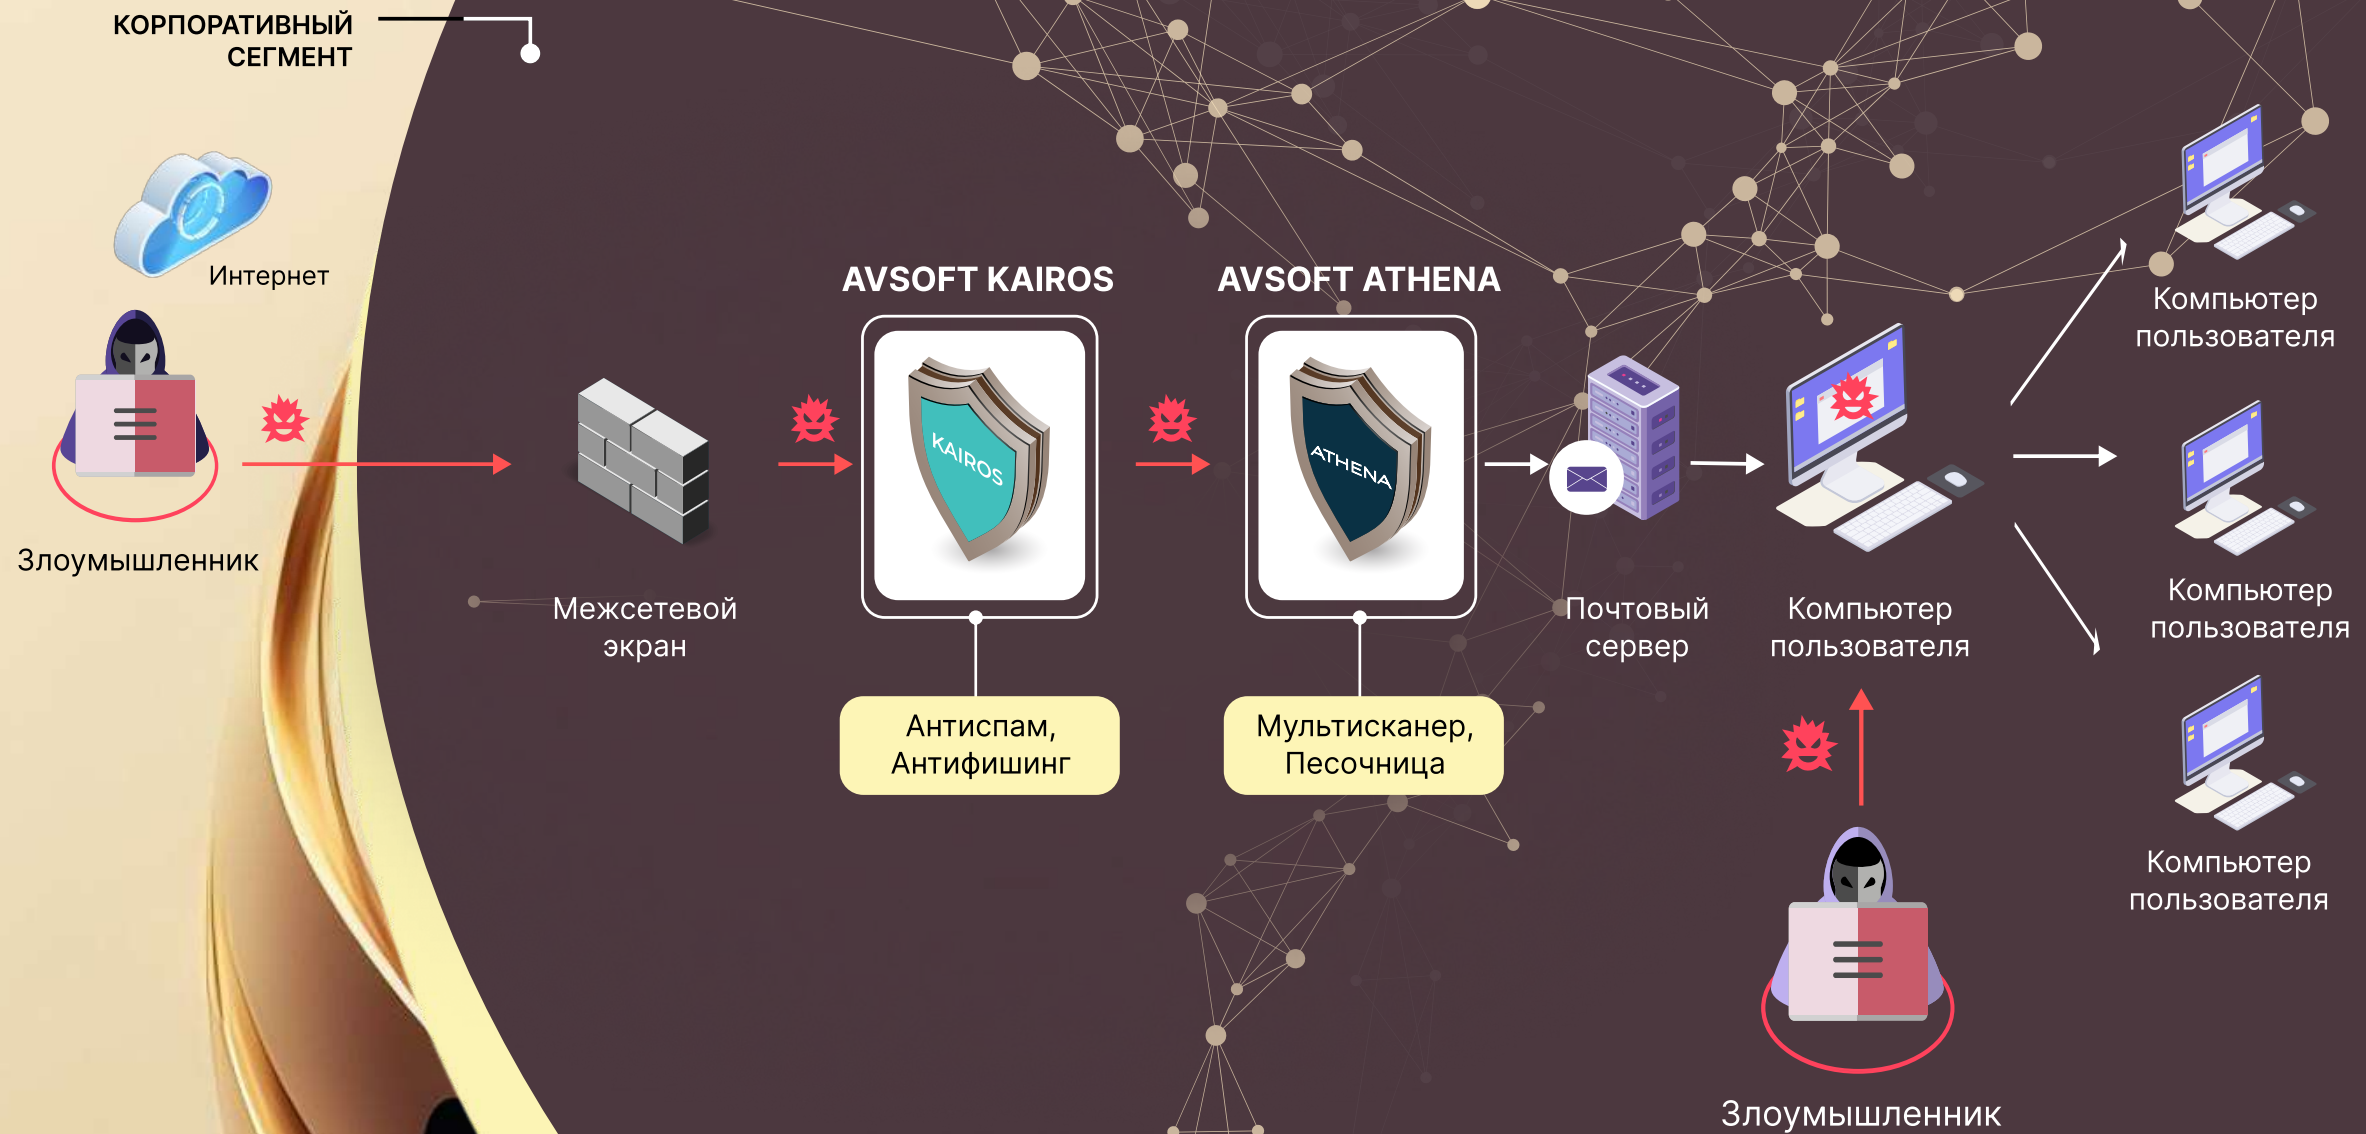 КОРПОРАТИВНЫЙ
СЕГМЕНТ
Интернет
Злоумышленник
Межсетевой
экран
AVSOFT KAIROS
KAIROS
Антиспам,
Антифишинг
AVSOFT ATHENA
ATHENA
Мультисканер,
Песочница
Почтовый
сервер
Компьютер
пользователя
Злоумышленник
Компьютер
пользователя
Компьютер
пользователя
Компьютер
пользователя